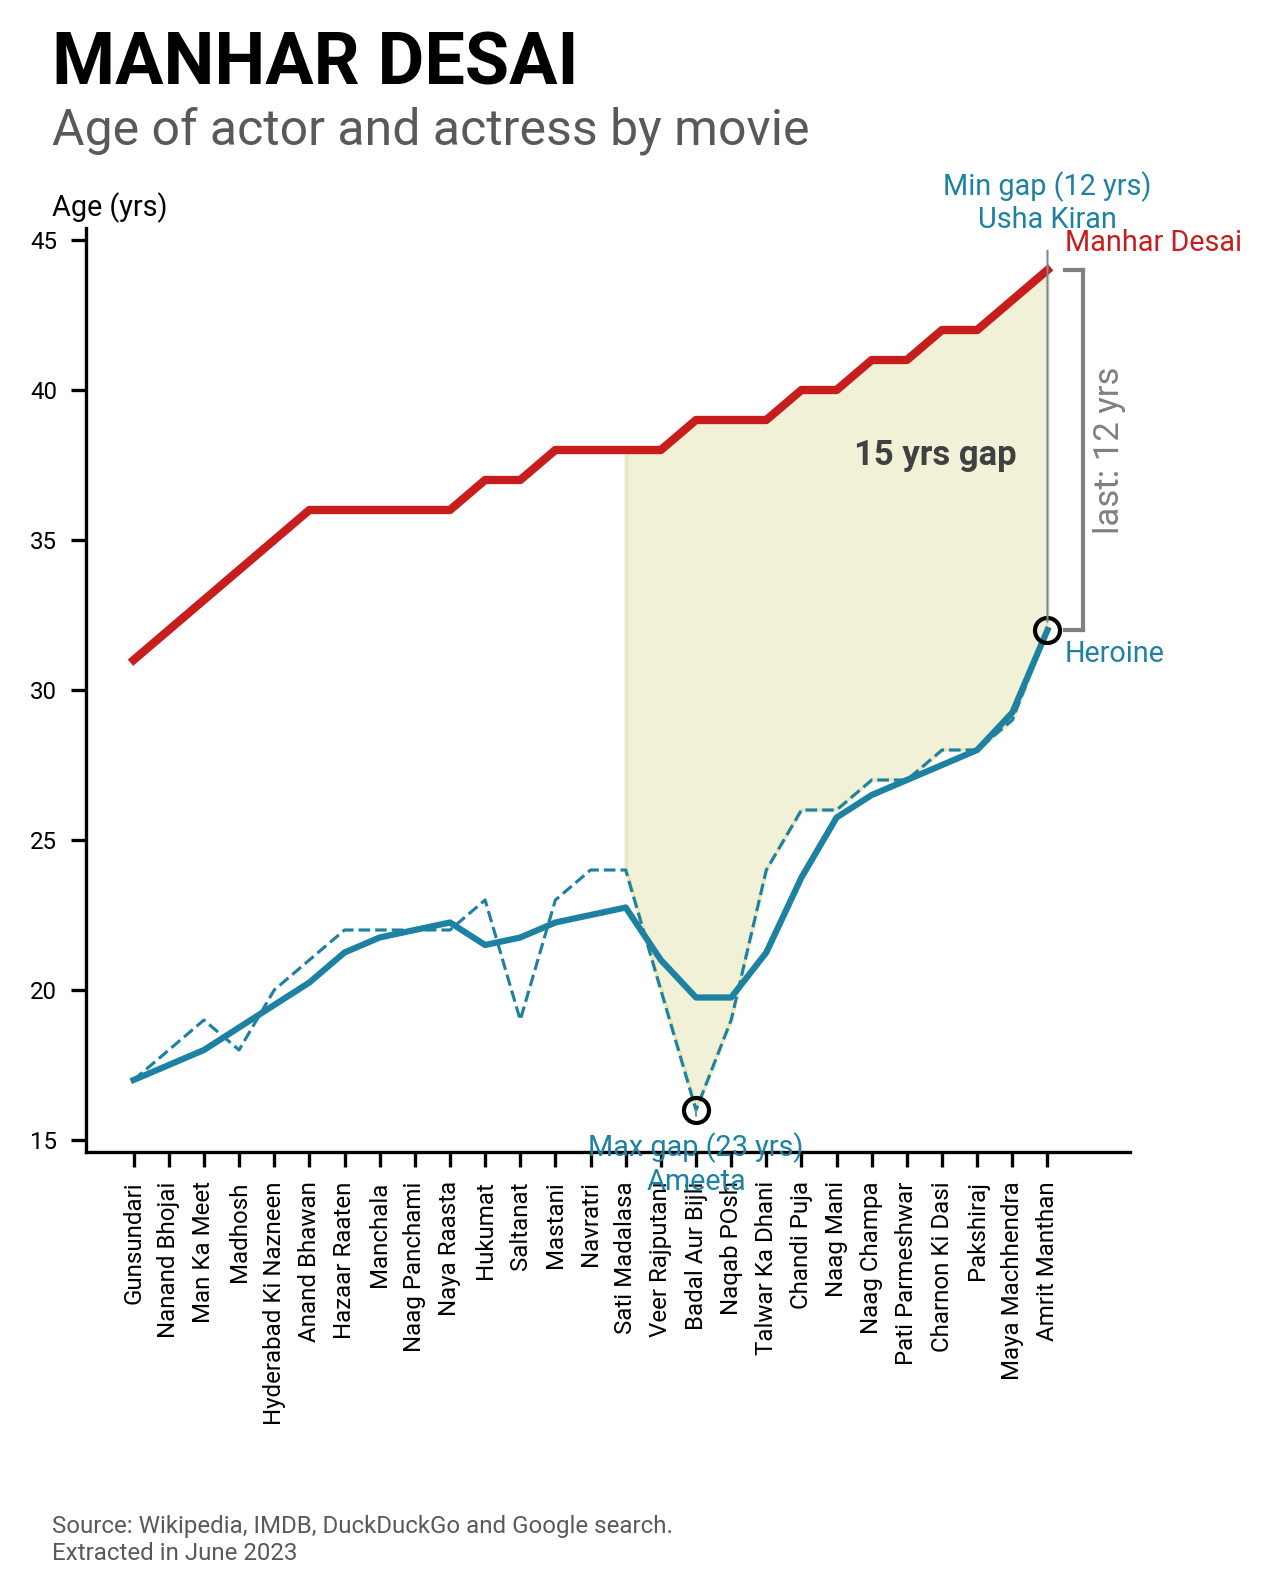 MANHAR DESAI
Age of actor and actress by movie
Min gap (12 yrs)
Usha Kiran
Age (yrs)
Manhar Desai
45
40
35
30
25
20
15
15 yrs gap
last: 12 yrs
Heroine
Max gap (23 yrs)
Ameeta
Gunsundari
Nanand Bhojai
Man Ka Meet
Madhosh
Hyderabad Ki Nazneen
Anand Bhawan
Hazaar Raaten
Manchala
Naag Panchami
Naya Raasta
Hukumat
Saltanat
Mastani
Navratri
Sati Madalasa
Veer Rajputani
Badal Aur Bijli
Naqab POsh
Talwar Ka Dhani
Chandi Puja
Naag Mani
Naag Champa
Pati Parmeshwar
Charnon Ki Dasi
Pakshiraj
Maya Machhendra
Amrit Manthan
Source: Wikipedia, IMDB, DuckDuckGo and Google search.
Extracted in June 2023